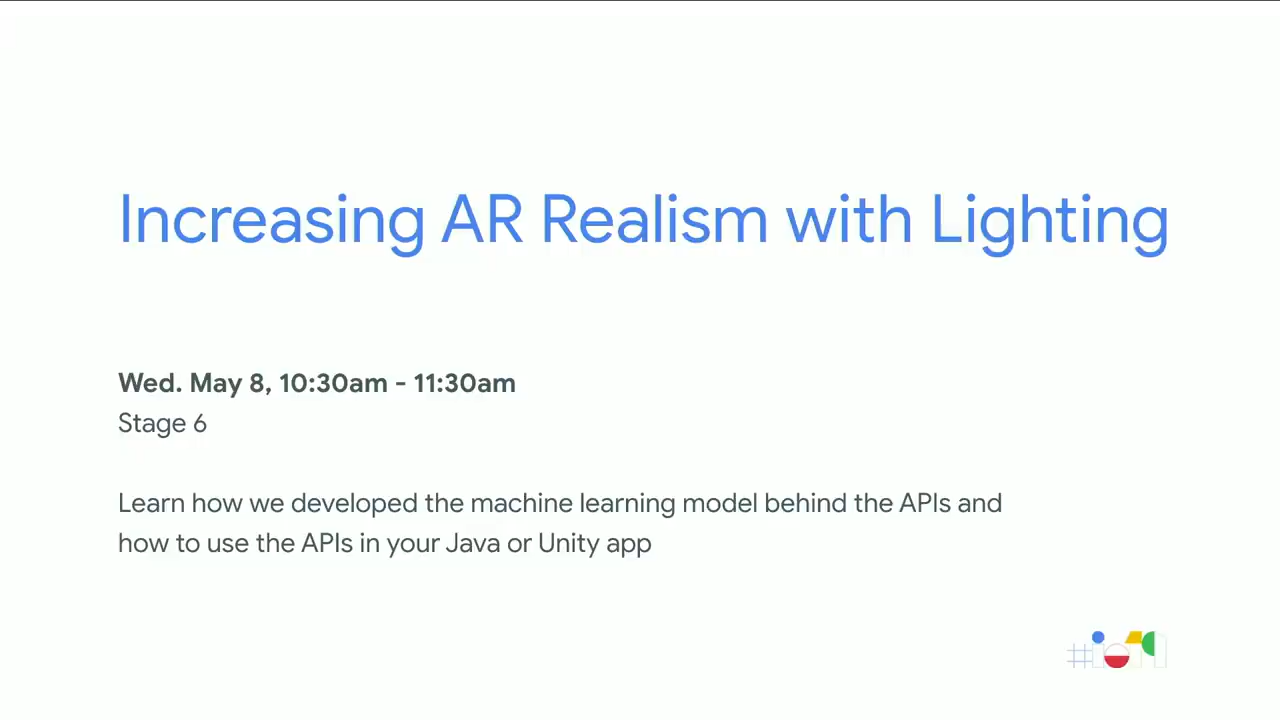 Increasing AR Realism with Lighting
Wed. May 8, 10:30am - 11:30am
Stage 6
Learn how we developed the machine learning model behind the APIs and
how to use the APIs in your Java or Unity app
#io19